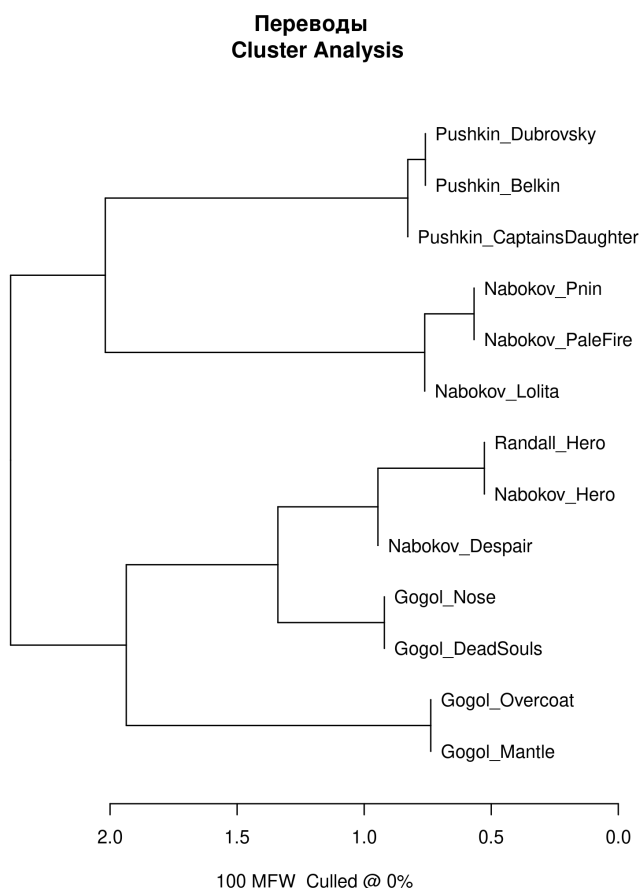 Переводы
Cluster Analysis
Pushkin_Dubrovsky
Pushkin_Belkin
Pushkin_CaptainsDaughter
Nabokov_Pnin
Nabokov_PaleFire
Nabokov_Lolita
Randall_Hero
Nabokov_Hero
Nabokov_Despair
Gogol_Nose
Gogol_DeadSouls
Gogol_Overcoat
Gogol_Mantle
2.0 1.5 1.0 0.5 0.0
100 MFW Culled @ 0%